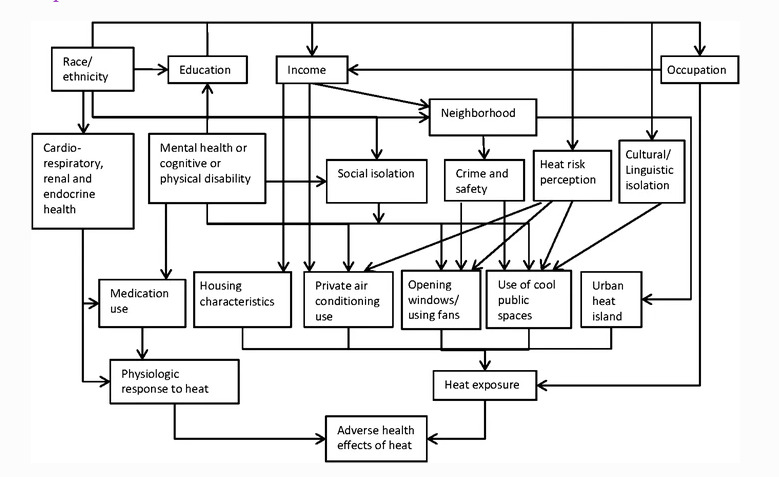 Race/
ethnicity
Education
Income
Occupation
Neighborhood
Cardio-
respiratory,
renal and
endocrine
health
Mental health or
cognitive or
physical disability
Social isolation
Crime and
safety
Heat risk
perception
Cultural/
Linguistic
isolation
Medication
use
Housing
characteristics
Private air
conditioning
use
Opening
windows/
using fans
Use of cool
public
spaces
Urban
heat
island
Physiologic
response to heat
Heat exposure
Adverse health
effects of heat